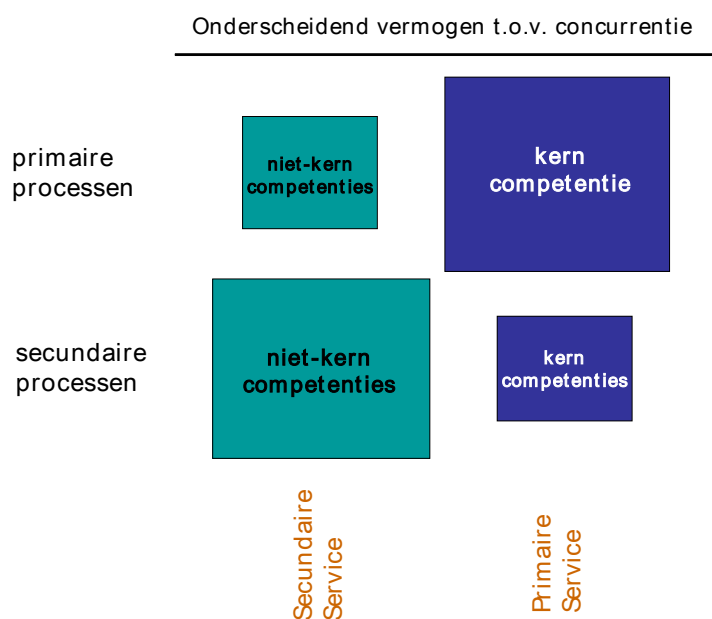 Onderscheidend vermogen t.o.v. concurrentie
primaire
processen
niet-kern
competenties
kern
competentie
secundaire
processen
niet-kern
competenties
kern
competenties
Secundaire
Service
Primaire
Service